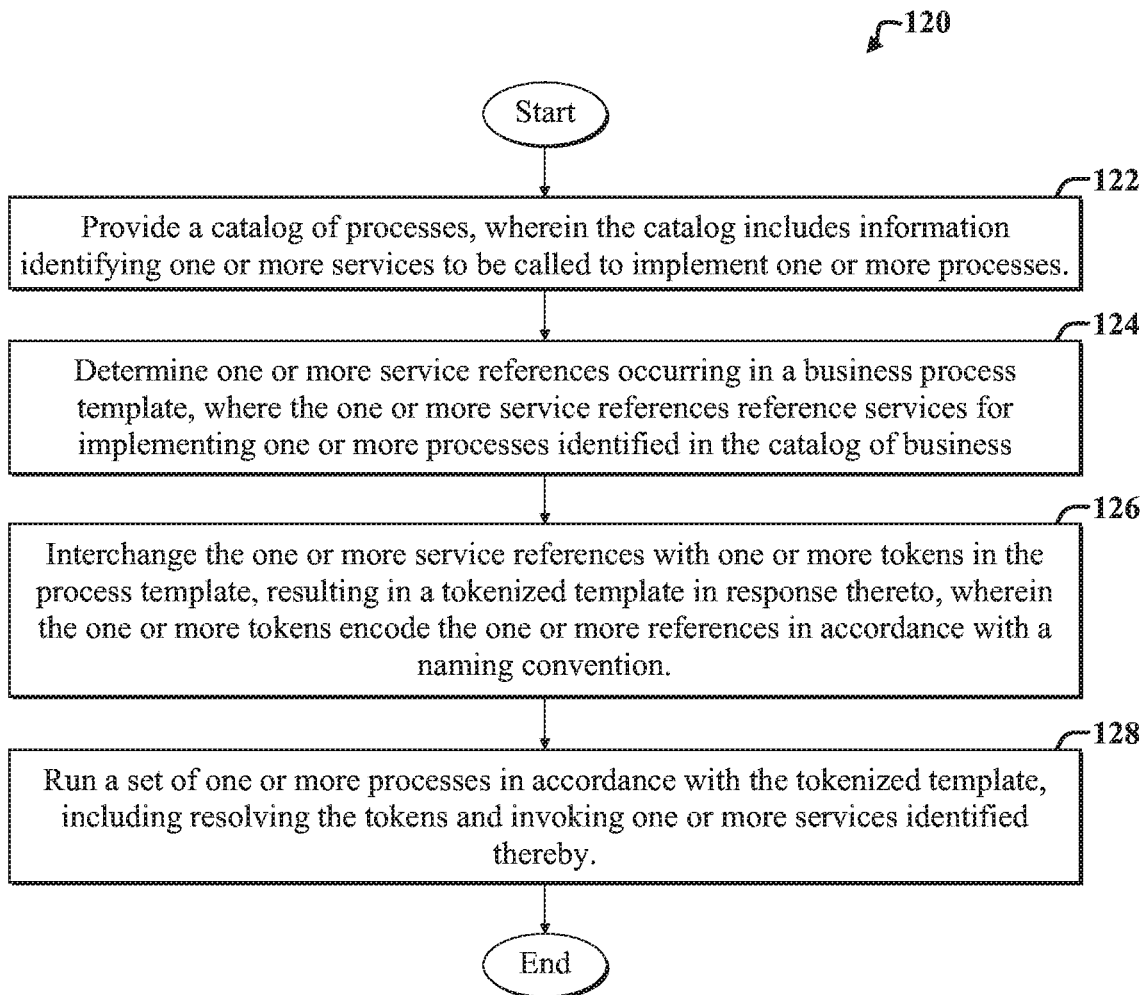 120
Start
122
Provide a catalog of processes, wherein the catalog includes information
identifying one or more services to be called to implement one or more processes.
124
Determine one or more service references occurring in a business process
template, where the one or more service references reference services for
implementing one or more processes identified in the catalog of business
126
Interchange the one or more service references with one or more tokens in the
process template, resulting in a tokenized template in response thereto, wherein
the one or more tokens encode the one or more references in accordance with a
naming convention.
128
Run a set of one or more processes in accordance with the tokenized template,
including resolving the tokens and invoking one or more services identified
thereby.
End